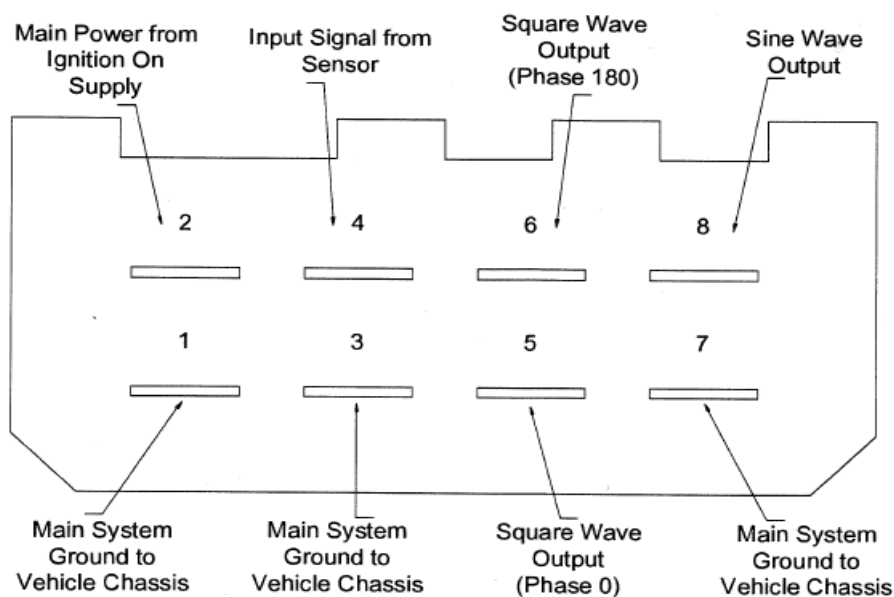 Main Power from
Ignition On
Supply
Input Signal from
Sensor
Square Wave
Output
(Phase 180)
Sine Wave
Output
2
4
6
8
1
3
5
7
Main System
Ground to
Vehicle Chassis
Main System
Ground to
Vehicle Chassis
Square Wave
Output
(Phase 0)
Main System
Ground to
Vehicle Chassis